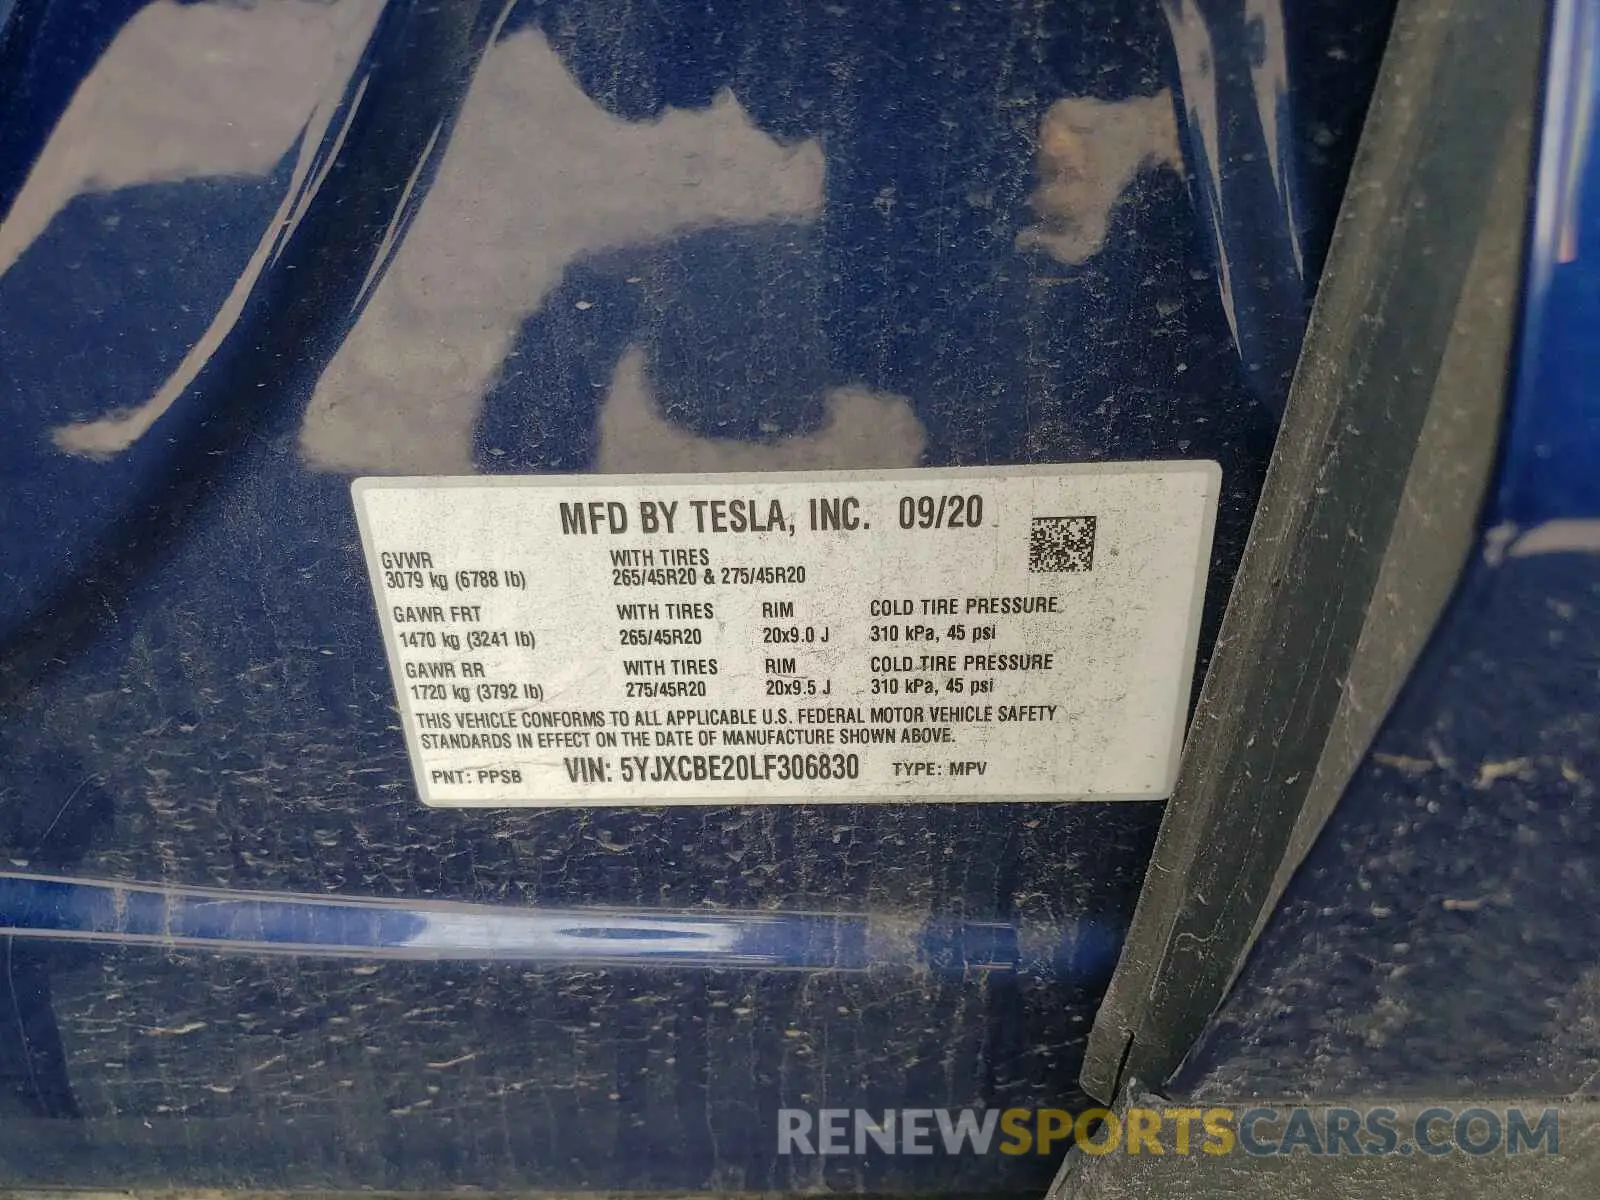 MFD BY TESLA, INC. 09/20
GVWR WITH TIRES
3079 kg (6788 lb) 265/45R20 & 275/45R20
GAWR FRT WITH TIRES RIM COLD TIRE PRESSURE
1470 kg (3241 lb) 265/45R20 20x9.0 J 310 kPa, 45 psi
GAWR RR WITH TIRES RIM COLD TIRE PRESSURE
1720 kg (3792 lb) 275/45R20 20x9.5 J 310 kPa, 45 psi
THIS VEHICLE CONFORMS TO ALL APPLICABLE U.S. FEDERAL MOTOR VEHICLE SAFETY
STANDARDS IN EFFECT ON THE DATE OF MANUFACTURE SHOWN ABOVE.
PNT: PPSB VIN: 5YJXCBE20LF306830 TYPE: MPV
RENEWSPORTSCARS.COM